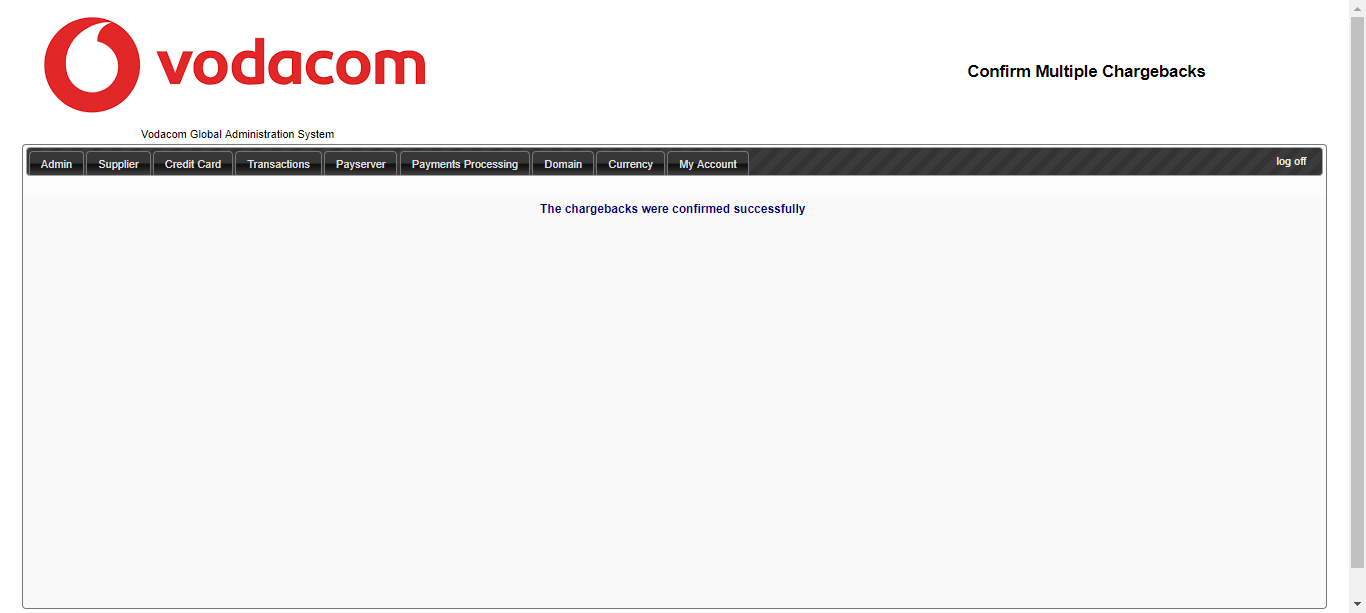 vodacom
Confirm Multiple Chargebacks
Vodacom Global Administration System
Admin Supplier Credit Card Transactions Payserver Payments Processing Domain Currency My Account log off
The chargebacks were confirmed successfully